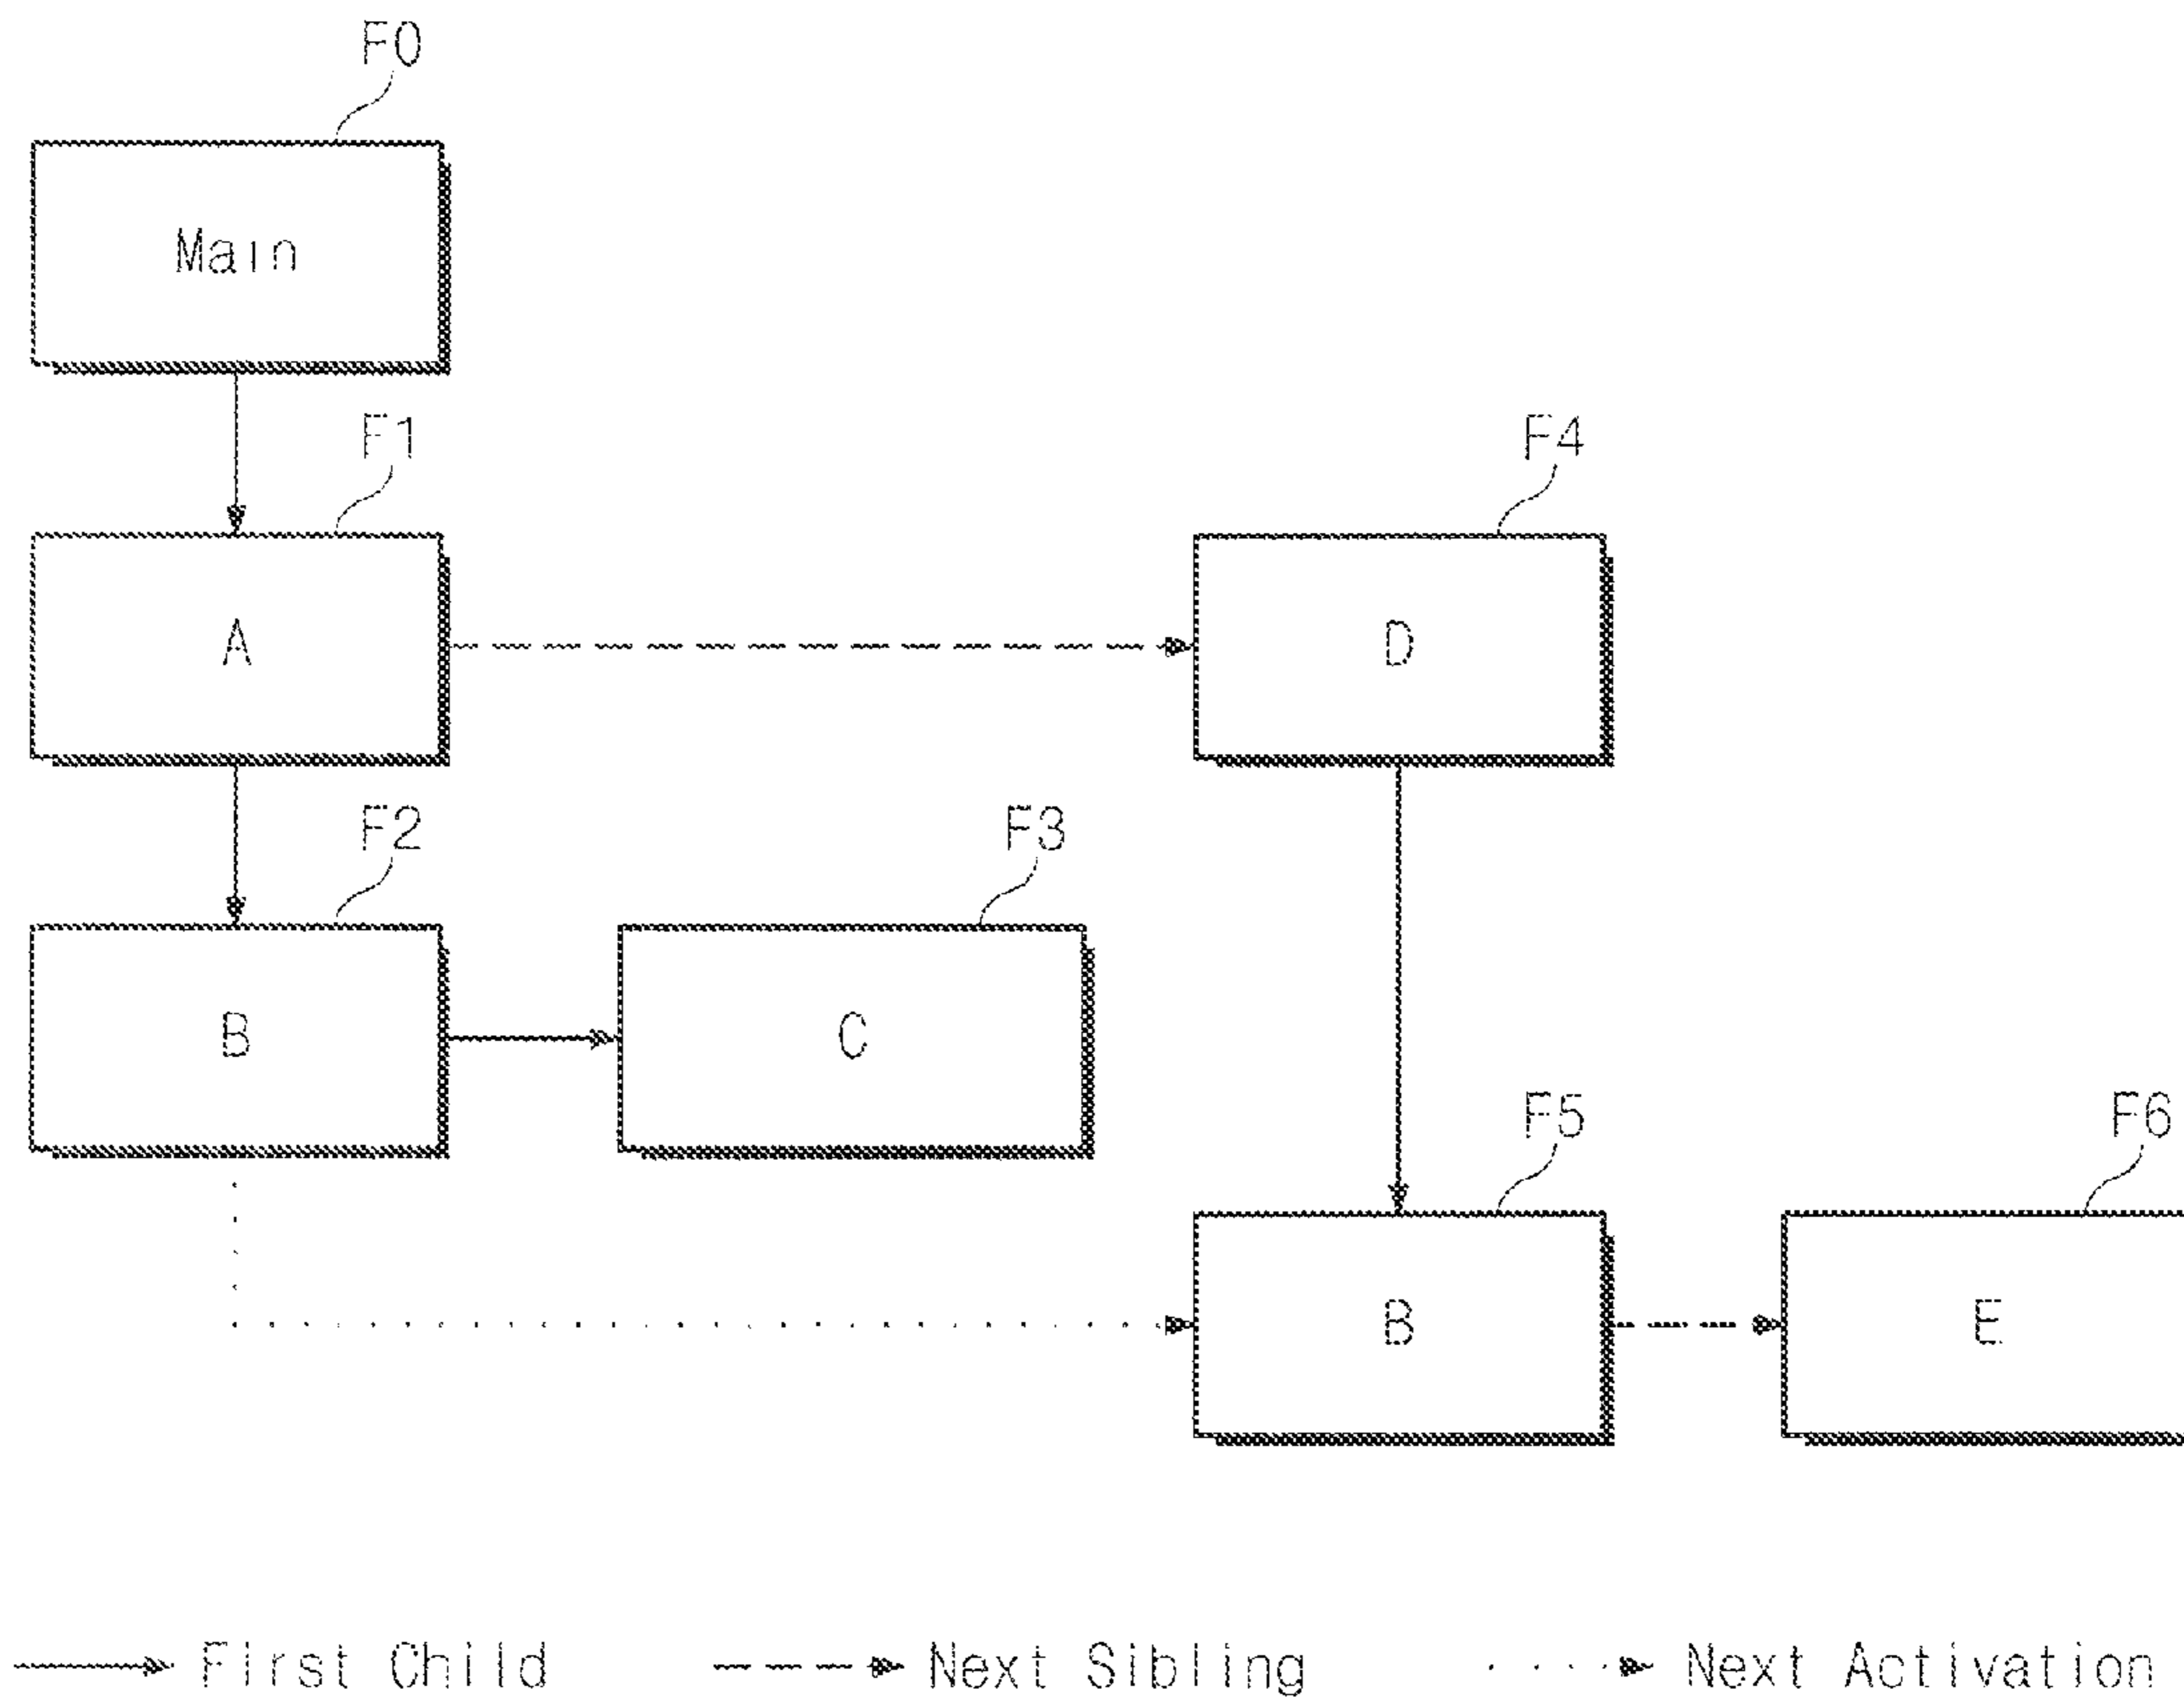 F0
Main
F1
F4
A
D
F2
F3
B
C
F5
F6
B
E
First Child
Next Sibling
Next Activation